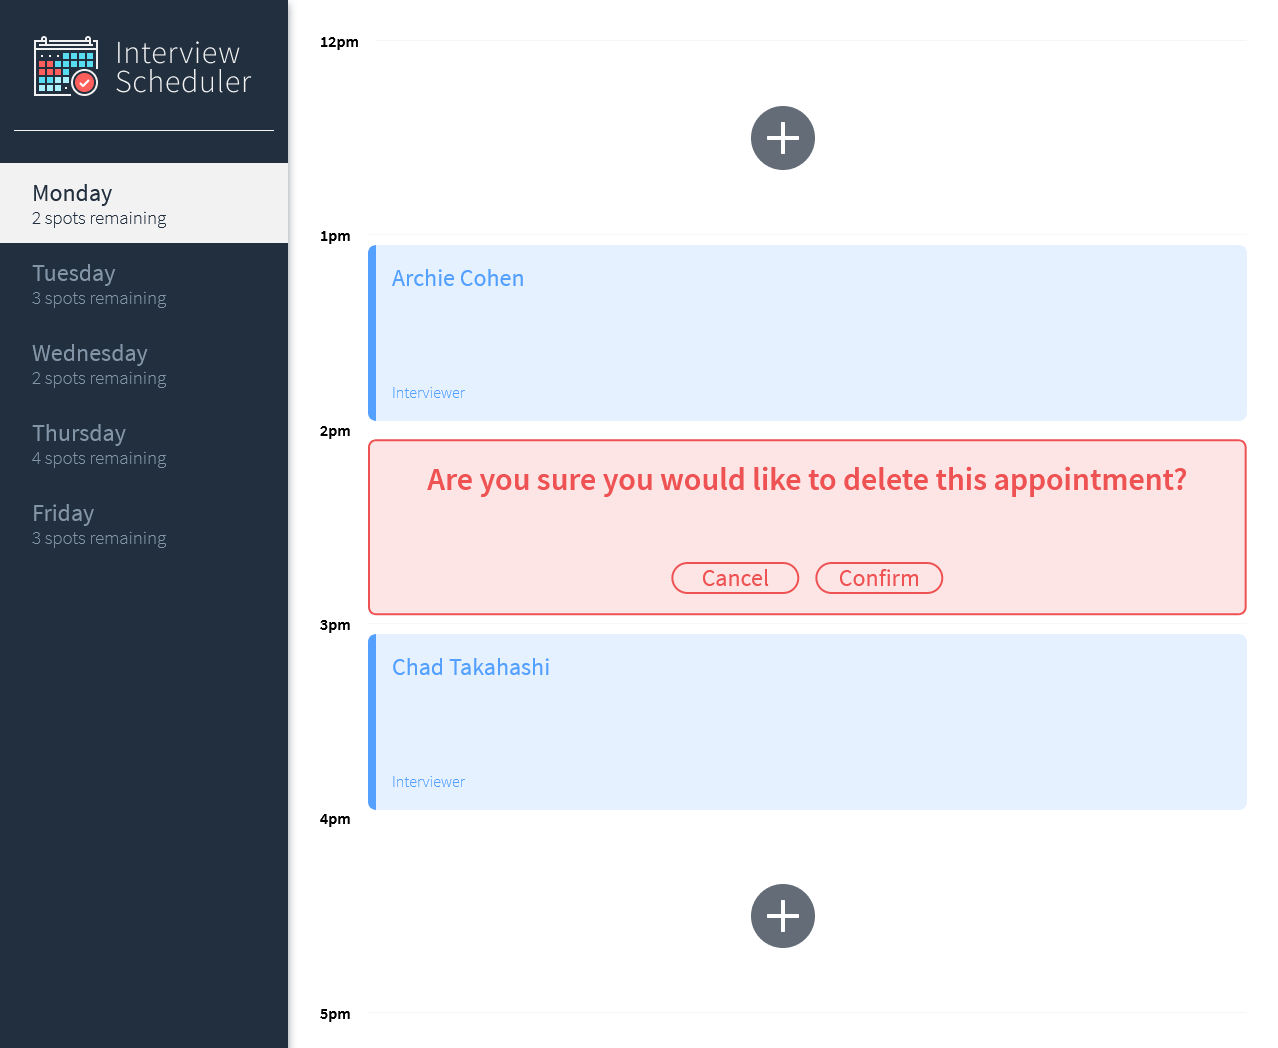 Interview
Scheduler
Monday
2 spots remaining
Tuesday
3 spots remaining
Wednesday
2 spots remaining
Thursday
4 spots remaining
Friday
3 spots remaining
12pm
1pm
Archie Cohen
Interviewer
2pm
Are you sure you would like to delete this appointment?
Cancel Confirm
3pm
Chad Takahashi
Interviewer
4pm
5pm